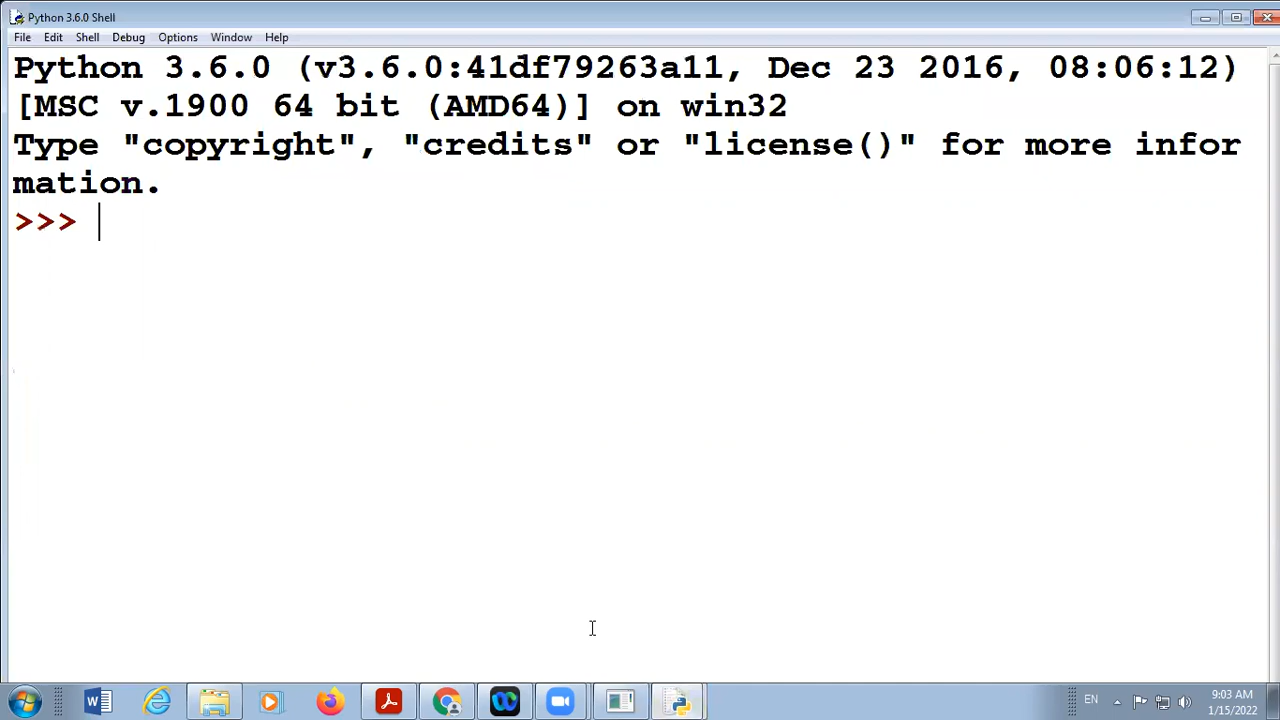 Python 3.6.0 Shell
File Edit Shell Debug Options Window Help
Python 3.6.0 (v3.6.0:41df79263a11, Dec 23 2016, 08:06:12)
[MSC v.1900 64 bit (AMD64)] on win32
Type "copyright", "credits" or "license()" for more infor
mation.
>>>
EN
9:03 AM
1/15/2022